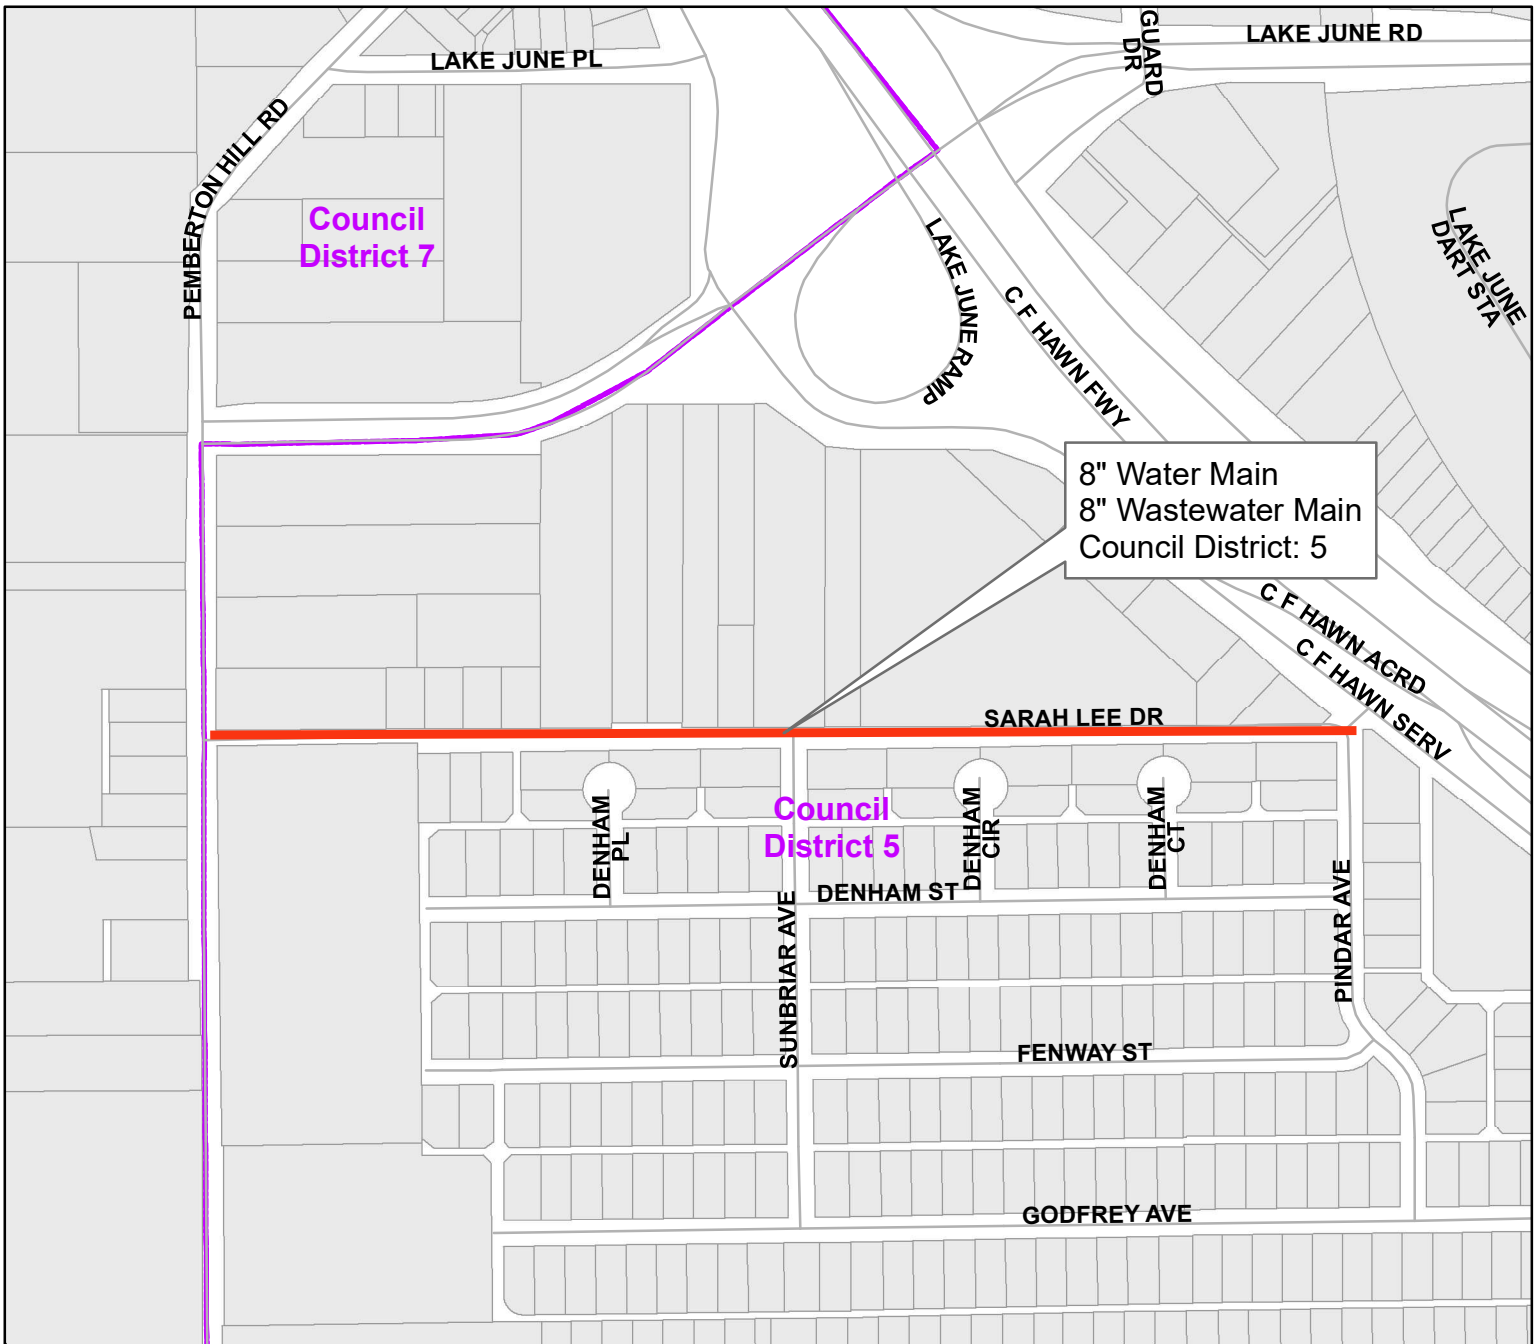 LAKE JUNE PL
GUARD
DR
LAKE JUNE RD
PEMBERTON HILL RD
Council
District 7
LAKE JUNE RAMP
C F HAWN FWY
LAKE JUNE
DART STA
8" Water Main
8" Wastewater Main
Council District: 5
C F HAWN ACRD
C F HAWN SERV
SARAH LEE DR
DENHAM
PL
Council
District 5
DENHAM
CIR
DENHAM
CT
DENHAM ST
SUNBRIAR AVE
PINDAR AVE
FENWAY ST
GODFREY AVE